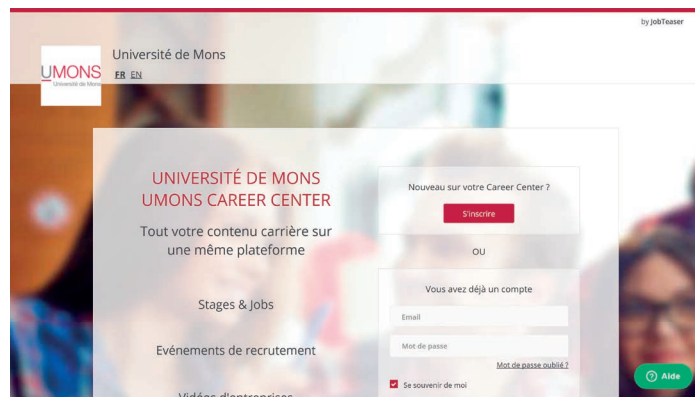 by JobTeaser
UMONS
Université de Mons
Université de Mons
FR EN
UNIVERSITÉ DE MONS
UMONS CAREER CENTER
Tout votre contenu carrière sur
une même plateforme
Stages & Jobs
Evénements de recrutement
Vidéos d'entreprises
Nouveau sur votre Career Center ?
S'inscrire
OU
Vous avez déjà un compte
Email
Mot de passe
Mot de passe oublié ?
Se souvenir de moi
Aide